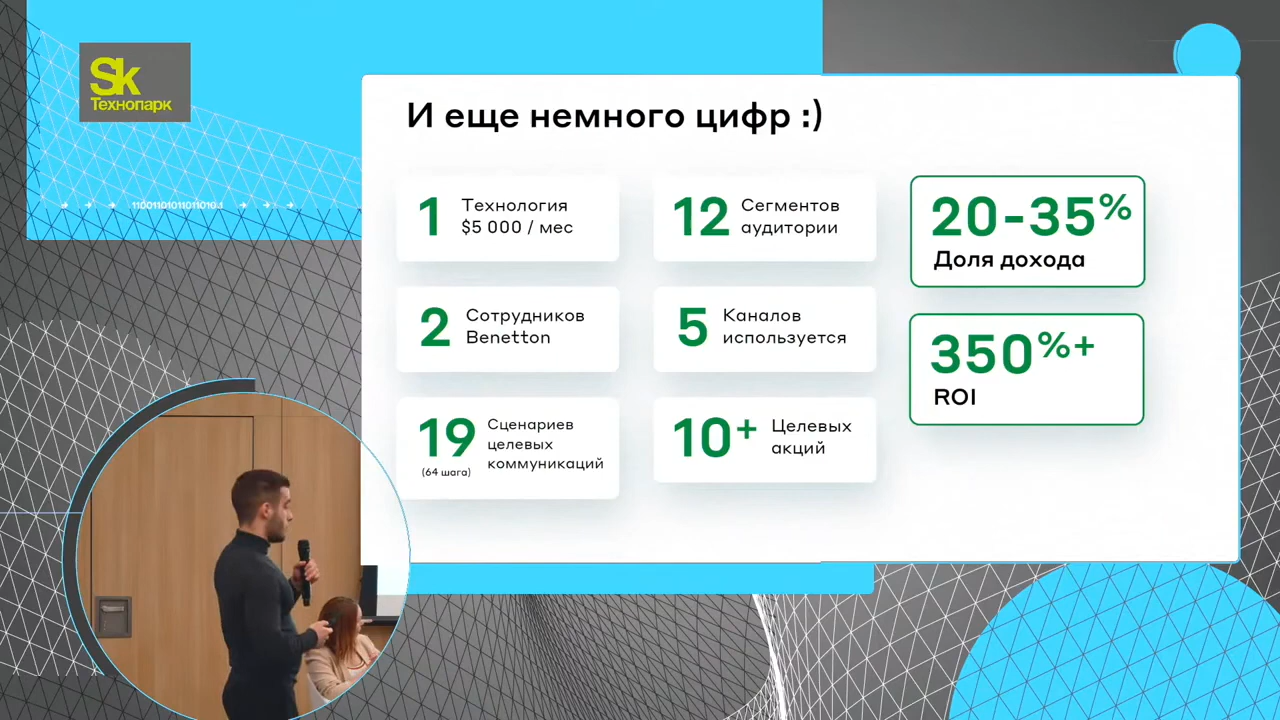 Sk
Технопарк
И еще немного цифр :)
1
Технология
$5 000 / мес
2
Сотрудников
Benetton
19
(64 шага)
Сценариев
целевых
коммуникаций
12
Сегментов
аудитории
5
Каналов
используется
10+
Целевых
акций
20-35%
Доля дохода
350%+
ROI